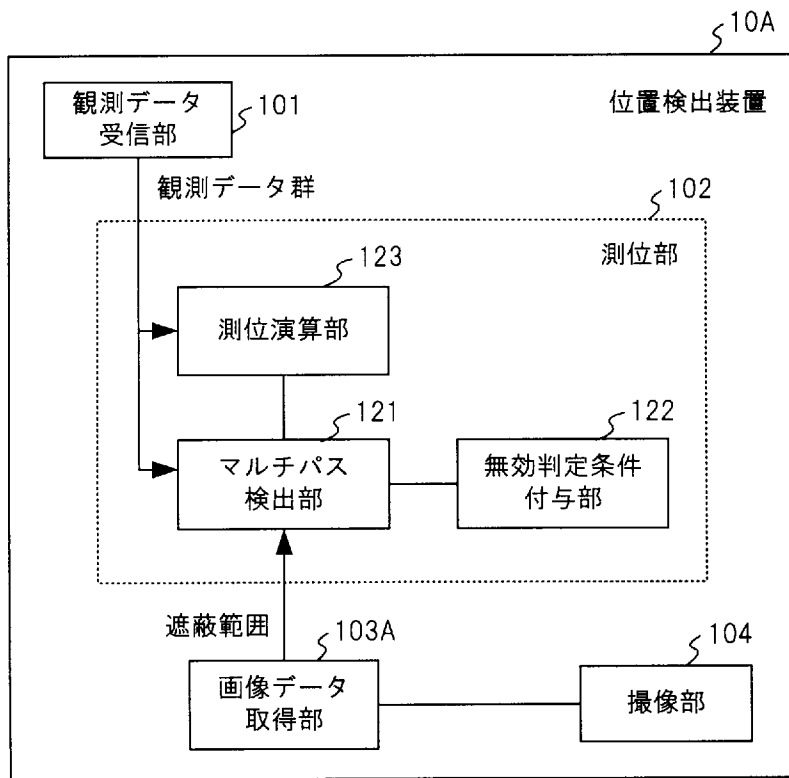 10A
位置検出装置
観測データ
受信部
101
観測データ群
102
測位部
123
測位演算部
121
マルチパス
検出部
122
無効判定条件
付与部
遮蔽範囲
103A
画像データ
取得部
104
撮像部